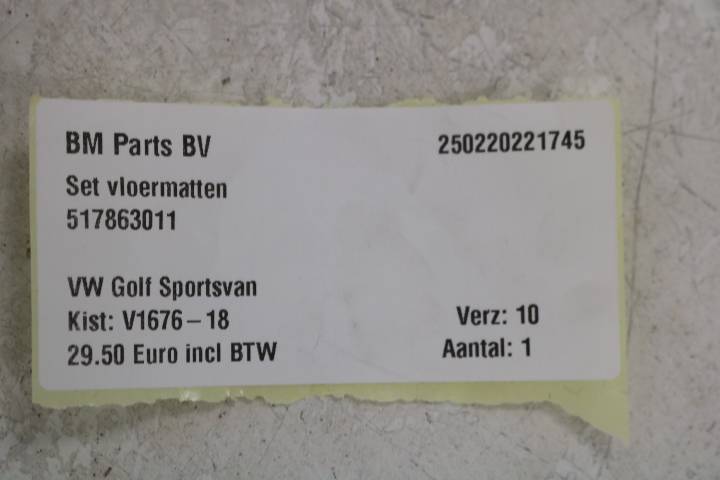 BM Parts BV 250220221745
Set vloermatten
517863011
VW Golf Sportsvan
Kist: V1676-18 Verz: 10
29.50 Euro incl BTW Aantal: 1